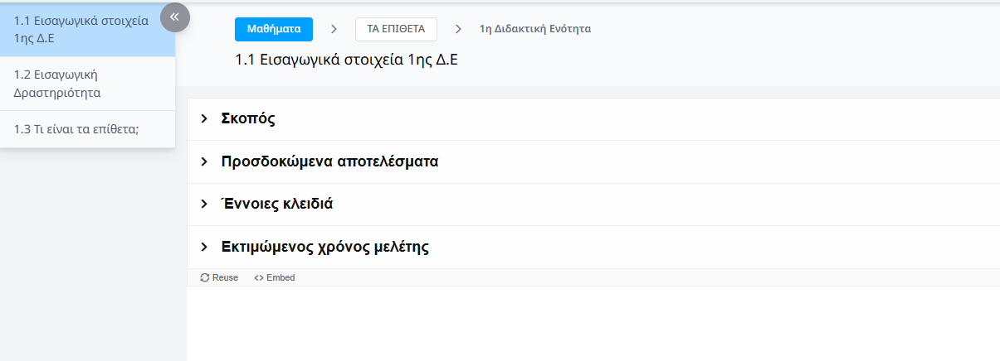 1.1 Εισαγωγικά στοιχεία
1ης Δ.Ε
1.2 Εισαγωγική
Δραστηριότητα
1.3 Τι είναι τα επίθετα;
Μαθήματα
ΤΑ ΕΠΙΘΕΤΑ
1η Διδακτική Ενότητα
1.1 Εισαγωγικά στοιχεία 1ης Δ.Ε
Σκοπός
Προσδοκώμενα αποτελέσματα
Έννοιες κλειδιά
Εκτιμώμενος χρόνος μελέτης
Reuse
Embed